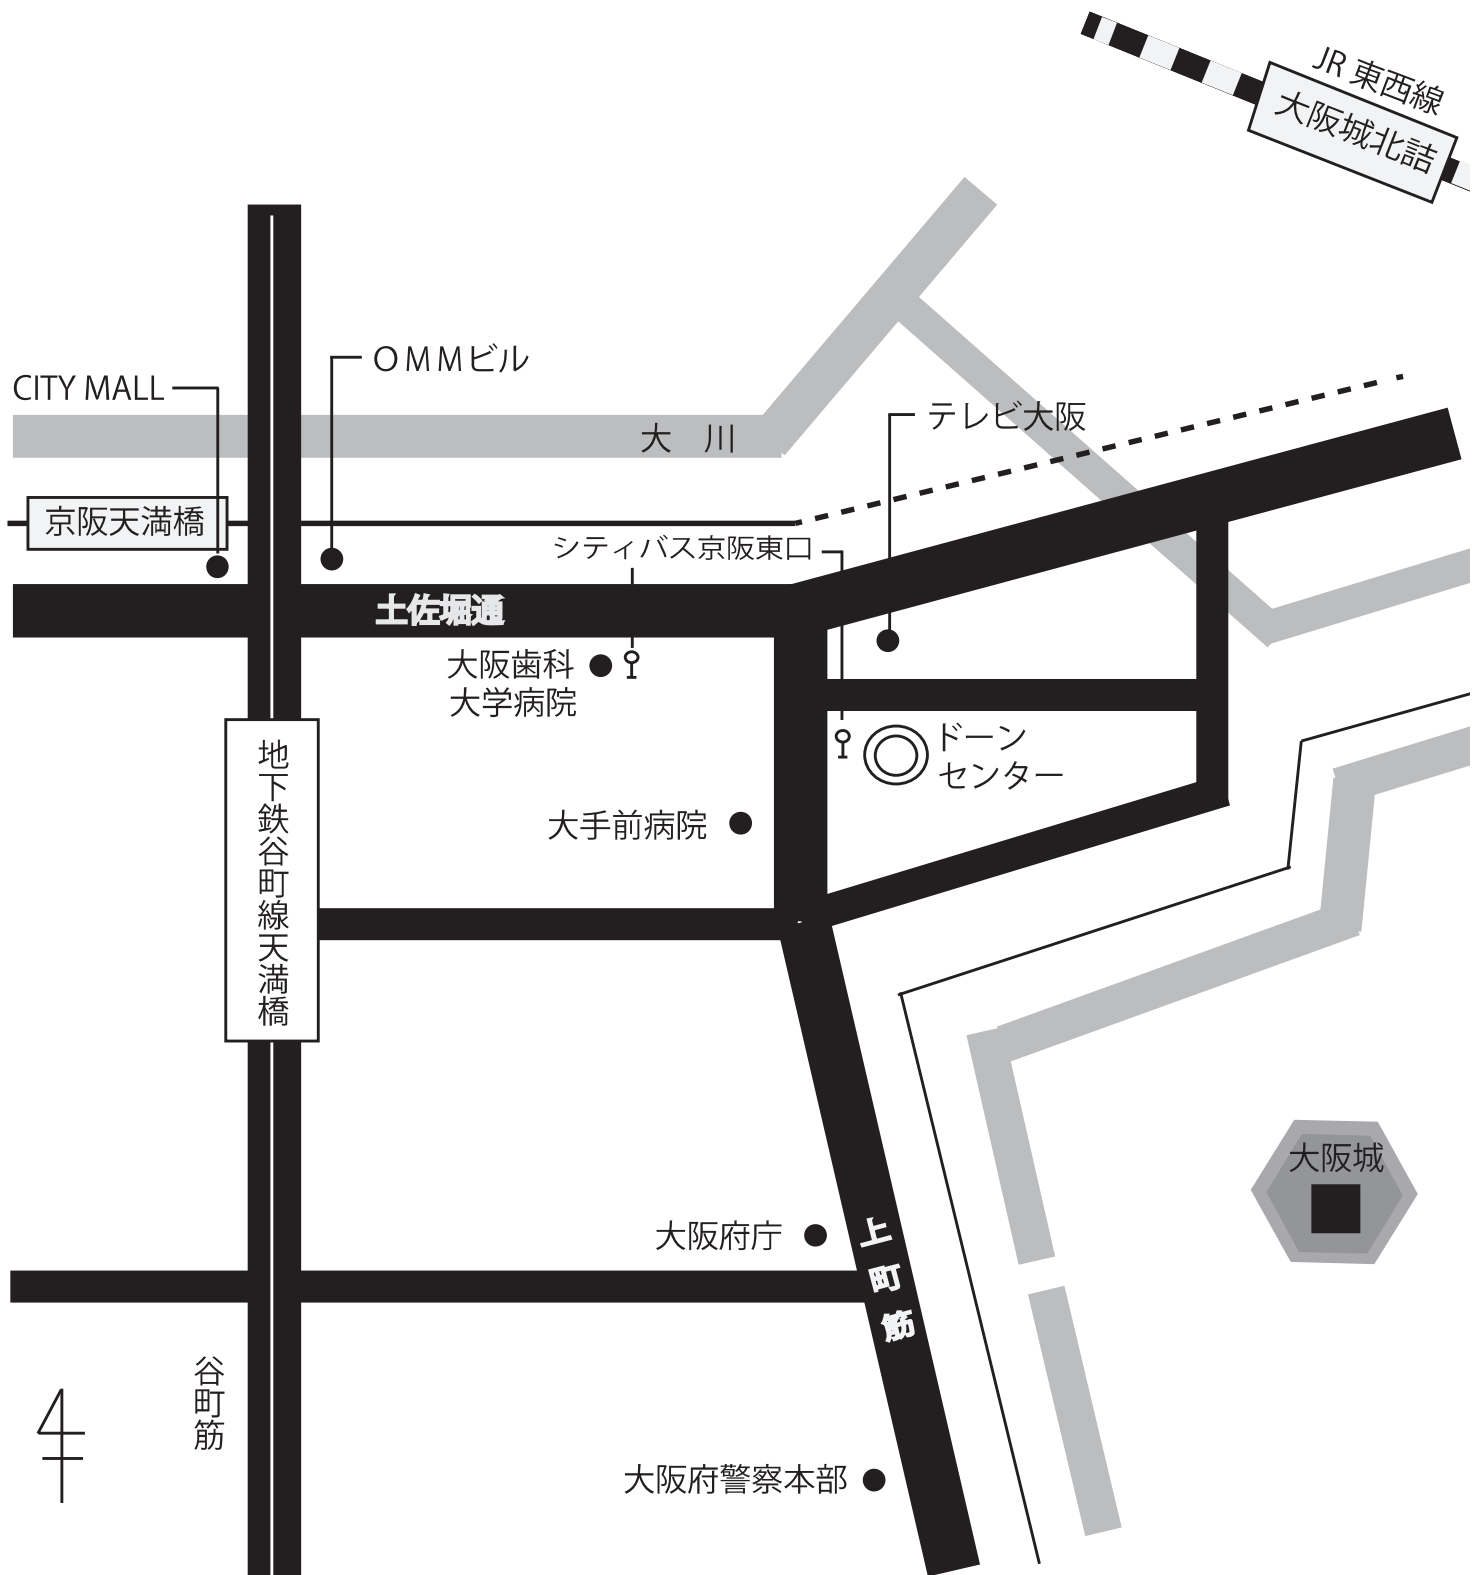 JR 東西線
大阪城北詰
ＯＭＭビル
CITY MALL
テレビ大阪
大　川
京阪天満橋
シティバス京阪東口
土佐堀通
大阪歯科
大学病院
ドーン
センター
地下鉄谷町線天満橋
大手前病院
大阪城
大阪府庁
上町筋
谷町筋
大阪府警察本部